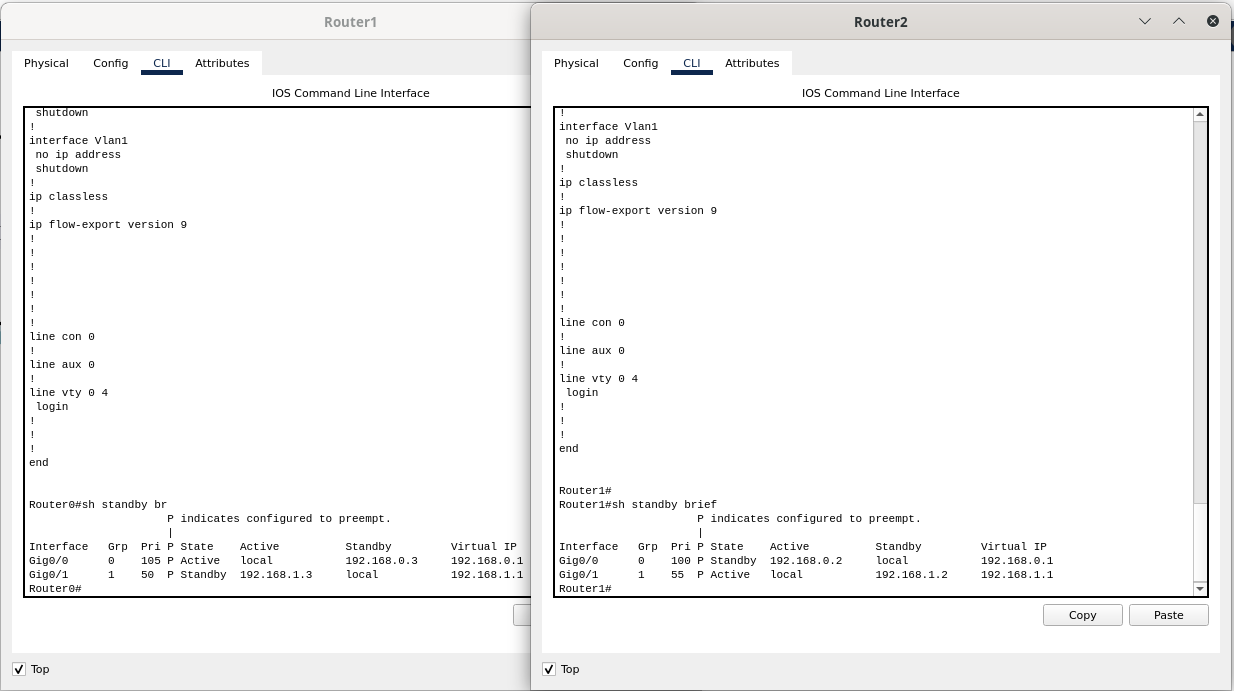 Router1
Physical Config CLI Attributes
IOS Command Line Interface
 shutdown
!
interface Vlan1
 no ip address
 shutdown
!
ip classless
!
ip flow-export version 9
!
!
!
!
!
!
!
line con 0
!
line aux 0
!
line vty 0 4
 login
!
!
!
end
Router0#sh standby br
                     P indicates configured to preempt.
                     |
Interface   Grp  Pri P State    Active          Standby         Virtual IP
Gig0/0      0    105 P Active   local           192.168.0.3     192.168.0.1
Gig0/1      1    50  P Standby  192.168.1.3     local           192.168.1.1
Router0#
Top
Router2
Physical Config CLI Attributes
IOS Command Line Interface
!
interface Vlan1
 no ip address
 shutdown
!
ip classless
!
ip flow-export version 9
!
!
!
!
!
!
!
line con 0
!
line aux 0
!
line vty 0 4
 login
!
!
!
end
Router1#
Router1#sh standby brief
                     P indicates configured to preempt.
                     |
Interface   Grp  Pri P State    Active          Standby         Virtual IP
Gig0/0      0    100 P Standby  192.168.0.2     local           192.168.0.1
Gig0/1      1    55  P Active   local           192.168.1.2     192.168.1.1
Router1#
Copy Paste
Top